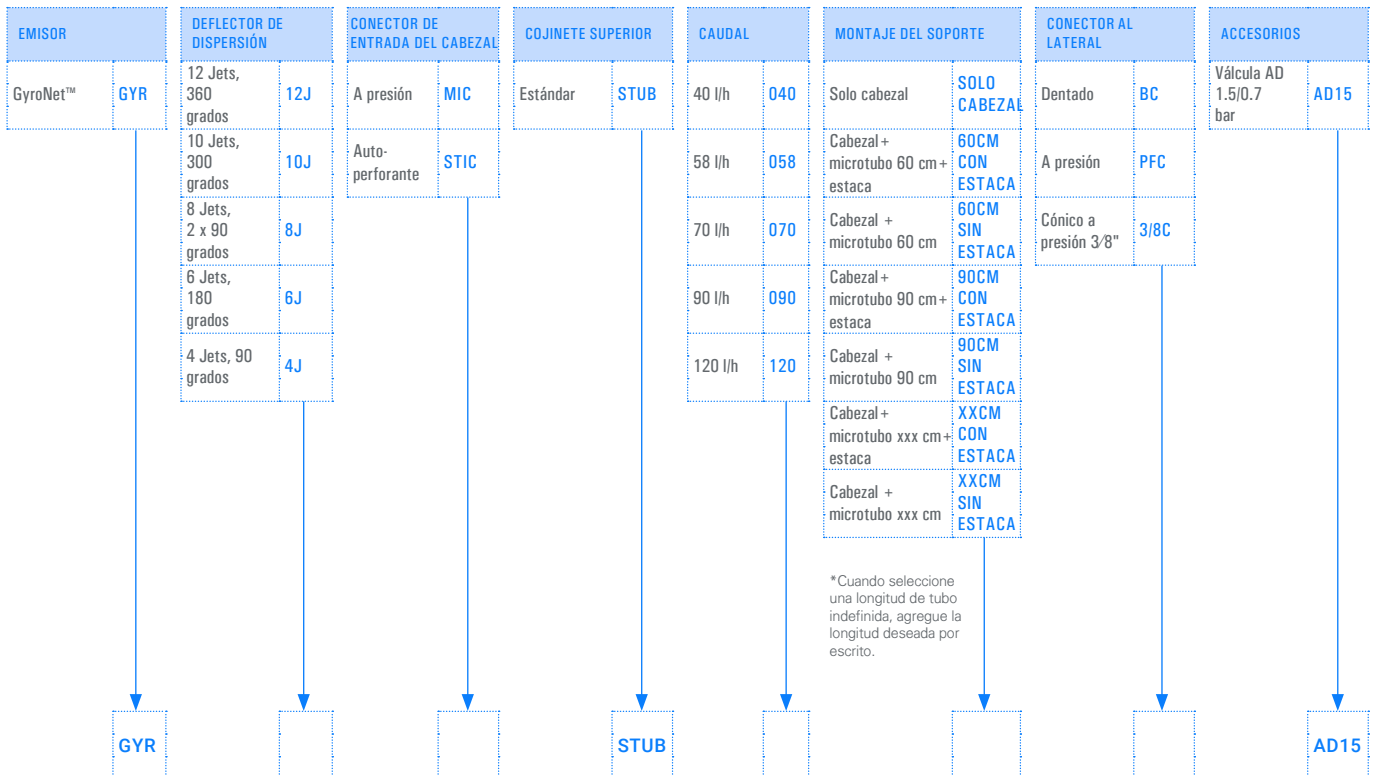 EMISOR
GyroNet™
GYR
DEFLECTOR DE
DISPERSIÓN
12 Jets,
360
grados
12J
10 Jets,
300
grados
10J
8 Jets,
2 x 90
grados
8J
6 Jets,
180
grados
6J
4 Jets, 90
grados
4J
CONECTOR DE
ENTRADA DEL CABEZAL
A presión
MIC
Auto-
perforante
STIC
COJINETE SUPERIOR
Estándar
STUB
CAUDAL
40 l/h
040
58 l/h
058
70 l/h
070
90 l/h
090
120 l/h
120
MONTAJE DEL SOPORTE
Solo cabezal
SOLO
CABEZAL
Cabezal+
microtubo 60 cm+
estaca
60CM
CON
ESTACA
Cabezal +
microtubo 60 cm
60CM
SIN
ESTACA
Cabezal+
microtubo 90 cm+
estaca
90CM
CON
ESTACA
Cabezal +
microtubo 90 cm
90CM
SIN
ESTACA
Cabezal+
microtubo xxx cm+
estaca
XXCM
CON
ESTACA
Cabezal +
microtubo xxx cm
XXCM
SIN
ESTACA
*Cuando seleccione
una longitud de tubo
indefinida, agregue la
longitud deseada por
escrito.
CONECTOR AL
LATERAL
Dentado
BC
A presión
PFC
Cónico a
presión 3⁄8"
3/8C
ACCESORIOS
Válcula AD
1.5/0.7
bar
AD15
GYR
STUB
AD15